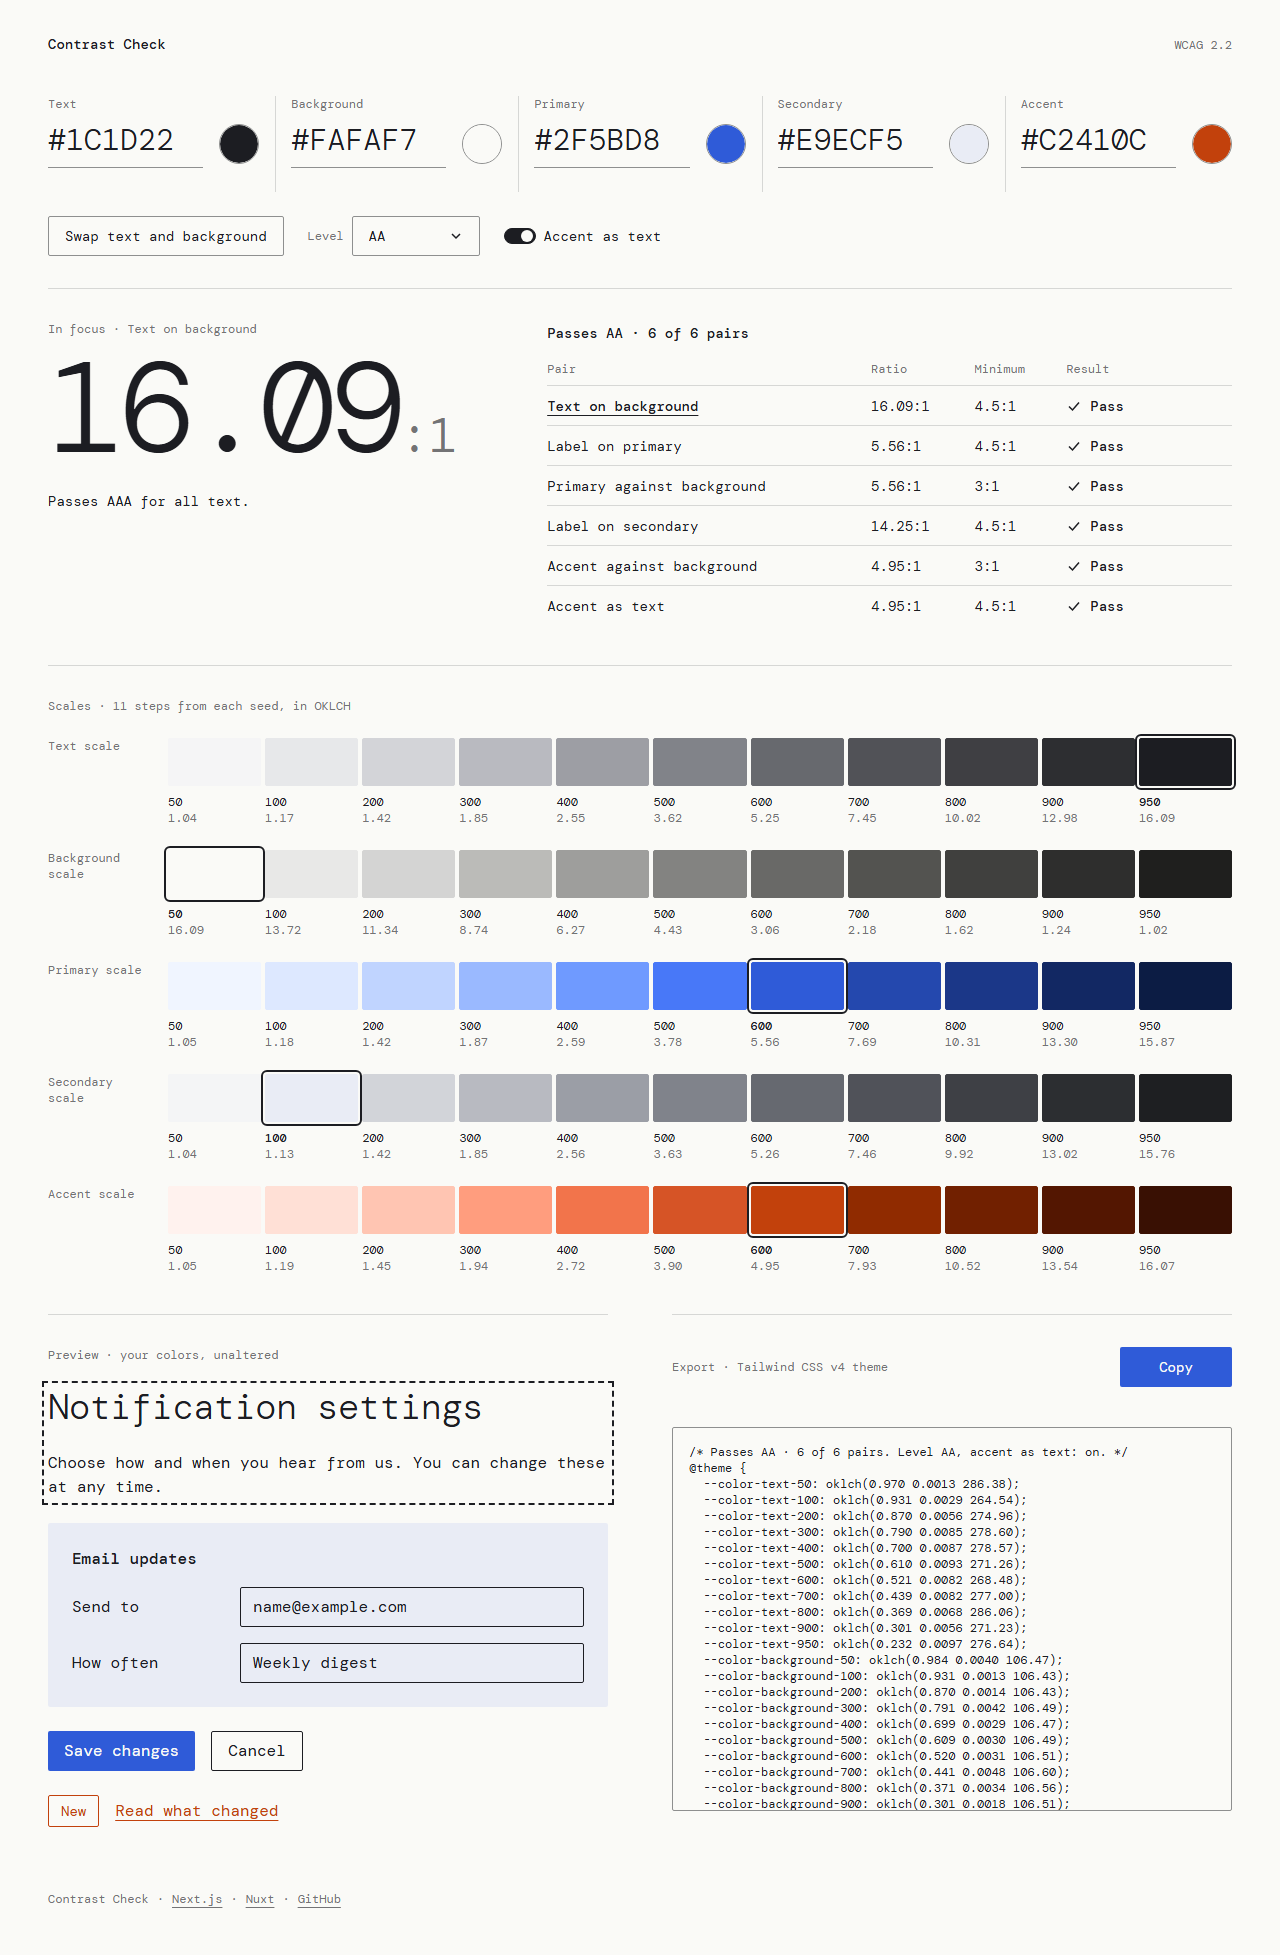 Contrast Check
WCAG 2.2
Text
Background
Primary
Secondary
Accent
#1C1D22
#FAFAF7
#2F5BD8
#E9ECF5
#C2410C
Swap text and background
Level
AA
Accent as text
In focus · Text on background
16.09:1
Passes AAA for all text.
Passes AA · 6 of 6 pairs
Pair Ratio Minimum Result
Text on background 16.09:1 4.5:1 ✓ Pass
Label on primary 5.56:1 4.5:1 ✓ Pass
Primary against background 5.56:1 3:1 ✓ Pass
Label on secondary 14.25:1 4.5:1 ✓ Pass
Accent against background 4.95:1 3:1 ✓ Pass
Accent as text 4.95:1 4.5:1 ✓ Pass
Scales · 11 steps from each seed, in OKLCH
Text scale
50 100 200 300 400 500 600 700 800 900 950
1.04 1.17 1.42 1.85 2.55 3.62 5.25 7.45 10.02 12.98 16.09
Background
scale
50 100 200 300 400 500 600 700 800 900 950
16.09 13.72 11.34 8.74 6.27 4.43 3.06 2.18 1.62 1.24 1.02
Primary scale
50 100 200 300 400 500 600 700 800 900 950
1.05 1.18 1.42 1.87 2.59 3.78 5.56 7.69 10.31 13.30 15.87
Secondary
scale
50 100 200 300 400 500 600 700 800 900 950
1.04 1.13 1.42 1.85 2.56 3.63 5.26 7.46 9.92 13.02 15.76
Accent scale
50 100 200 300 400 500 600 700 800 900 950
1.05 1.19 1.45 1.94 2.72 3.90 4.95 7.93 10.52 13.54 16.07
Preview · your colors, unaltered
Notification settings
Choose how and when you hear from us. You can change these
at any time.
Email updates
Send to
name@example.com
How often
Weekly digest
Save changes
Cancel
New
Read what changed
Export · Tailwind CSS v4 theme
Copy
/* Passes AA · 6 of 6 pairs. Level AA, accent as text: on. */
@theme {
--color-text-50: oklch(0.970 0.0013 286.38);
--color-text-100: oklch(0.931 0.0029 264.54);
--color-text-200: oklch(0.870 0.0056 274.96);
--color-text-300: oklch(0.790 0.0085 278.60);
--color-text-400: oklch(0.700 0.0087 278.57);
--color-text-500: oklch(0.610 0.0093 271.26);
--color-text-600: oklch(0.521 0.0082 268.48);
--color-text-700: oklch(0.439 0.0082 277.00);
--color-text-800: oklch(0.369 0.0068 286.06);
--color-text-900: oklch(0.301 0.0056 271.23);
--color-text-950: oklch(0.232 0.0097 276.64);
--color-background-50: oklch(0.984 0.0040 106.47);
--color-background-100: oklch(0.931 0.0013 106.43);
--color-background-200: oklch(0.870 0.0014 106.43);
--color-background-300: oklch(0.791 0.0042 106.49);
--color-background-400: oklch(0.699 0.0029 106.47);
--color-background-500: oklch(0.609 0.0030 106.49);
--color-background-600: oklch(0.520 0.0031 106.51);
--color-background-700: oklch(0.441 0.0048 106.60);
--color-background-800: oklch(0.371 0.0034 106.56);
--color-background-900: oklch(0.301 0.0018 106.51);
Contrast Check · Next.js · Nuxt · GitHub